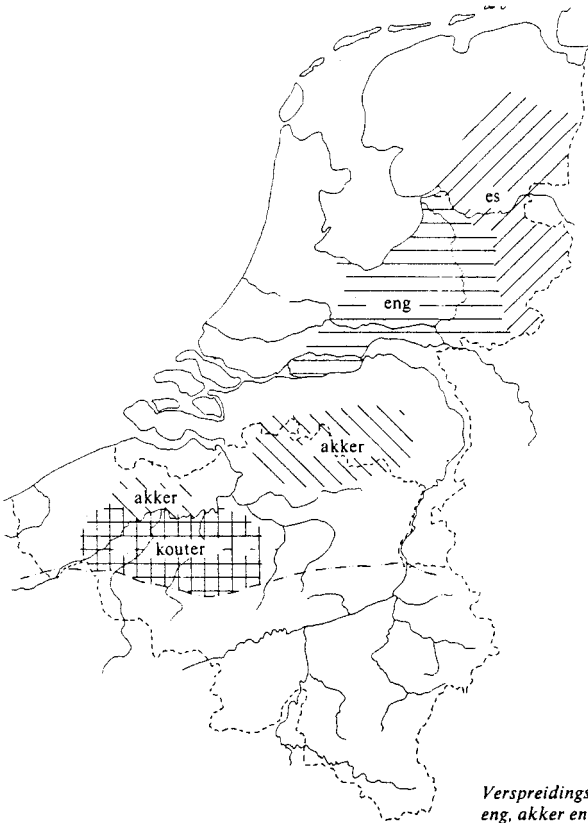 es
eng
akker
akker
kouter
Verspreidings
eng, akker en